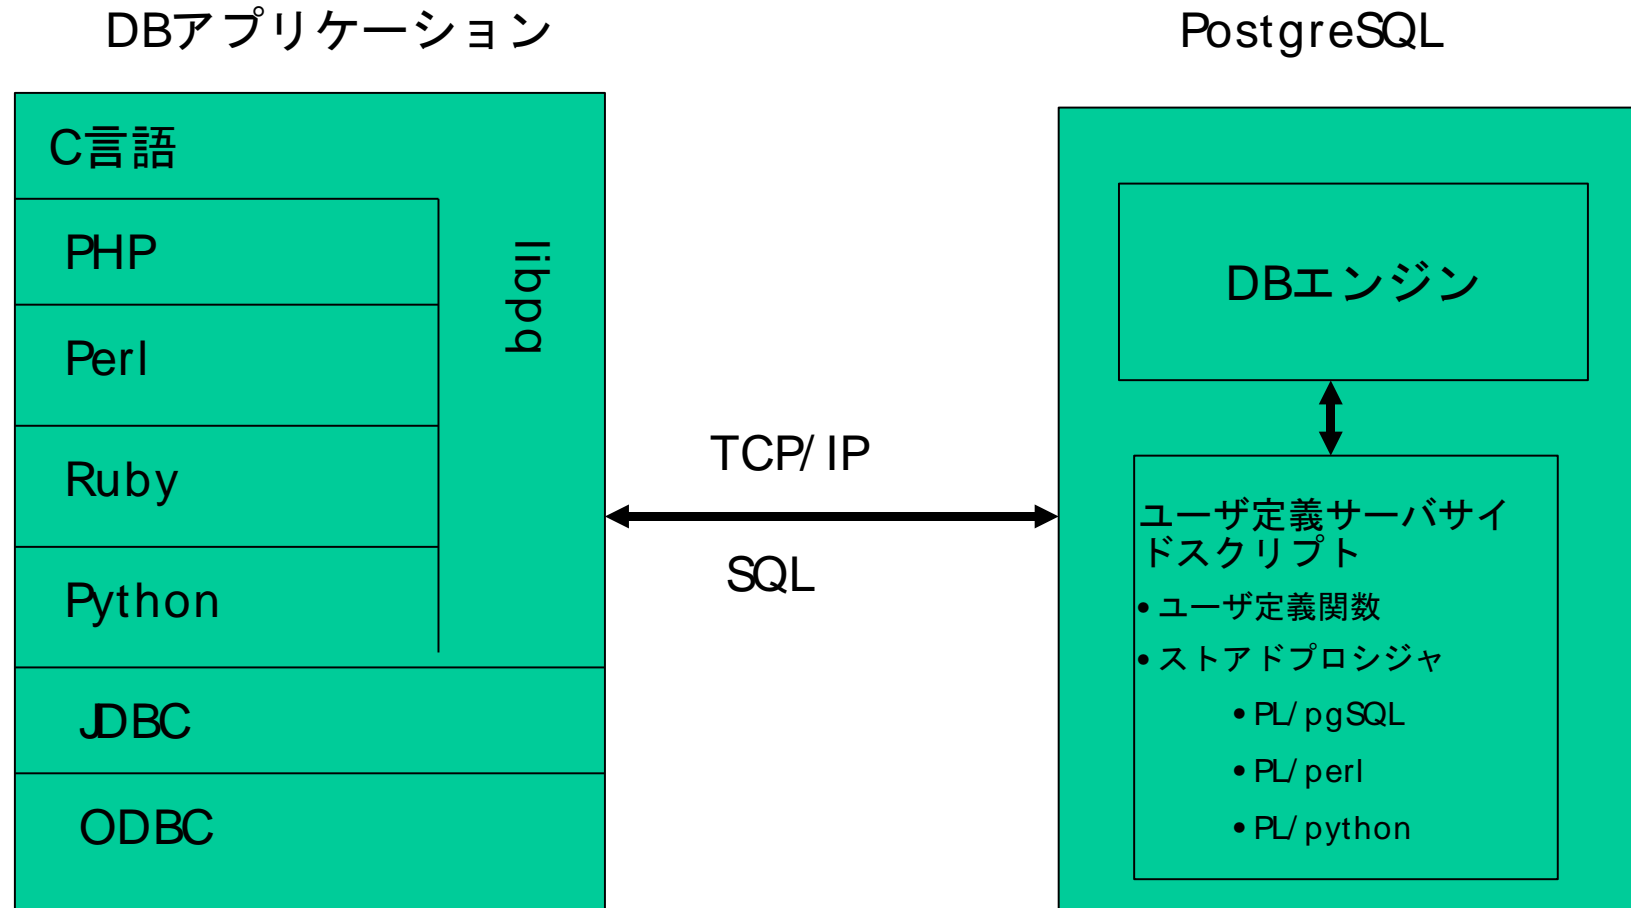 DBアプリケーション
PostgreSQL
C言語
PHP
Perl
Ruby
Python
libpq
JDBC
ODBC
TCP/IP
SQL
DBエンジン
ユーザ定義サーバサイ
ドスクリプト
•ユーザ定義関数
•ストアドプロシジャ
•PL/pgSQL
•PL/perl
•PL/python